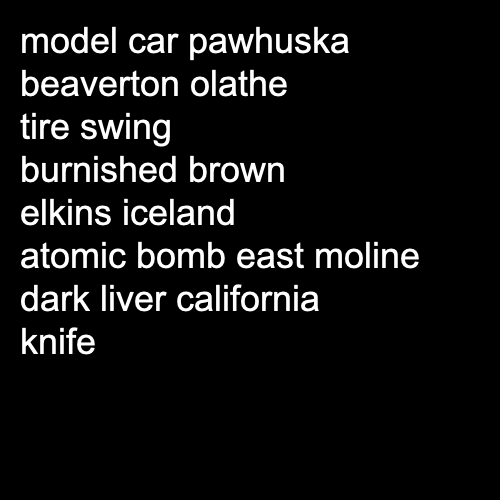 model car pawhuska
beaverton olathe
tire swing
burnished brown
elkins iceland
atomic bomb east moline
dark liver california
knife